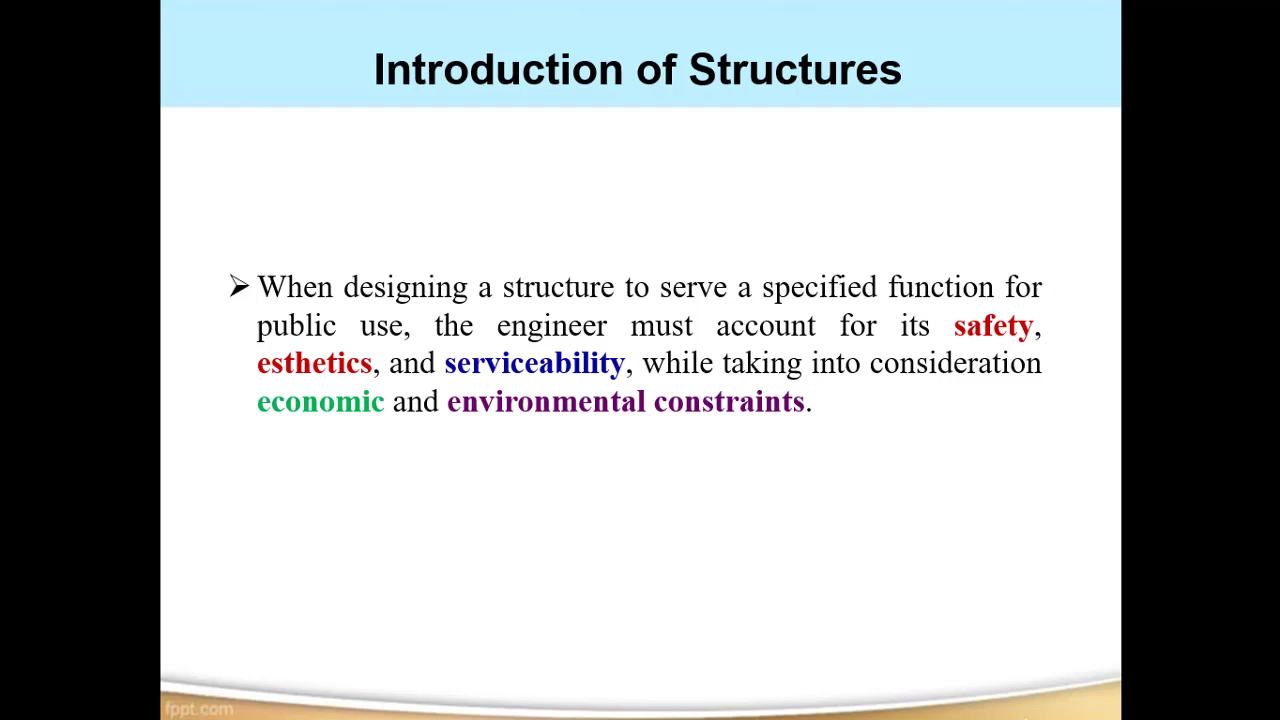 Introduction of Structures
When designing a structure to serve a specified function for
public use, the engineer must account for its safety,
esthetics, and serviceability, while taking into consideration
economic and environmental constraints.
fppt.com